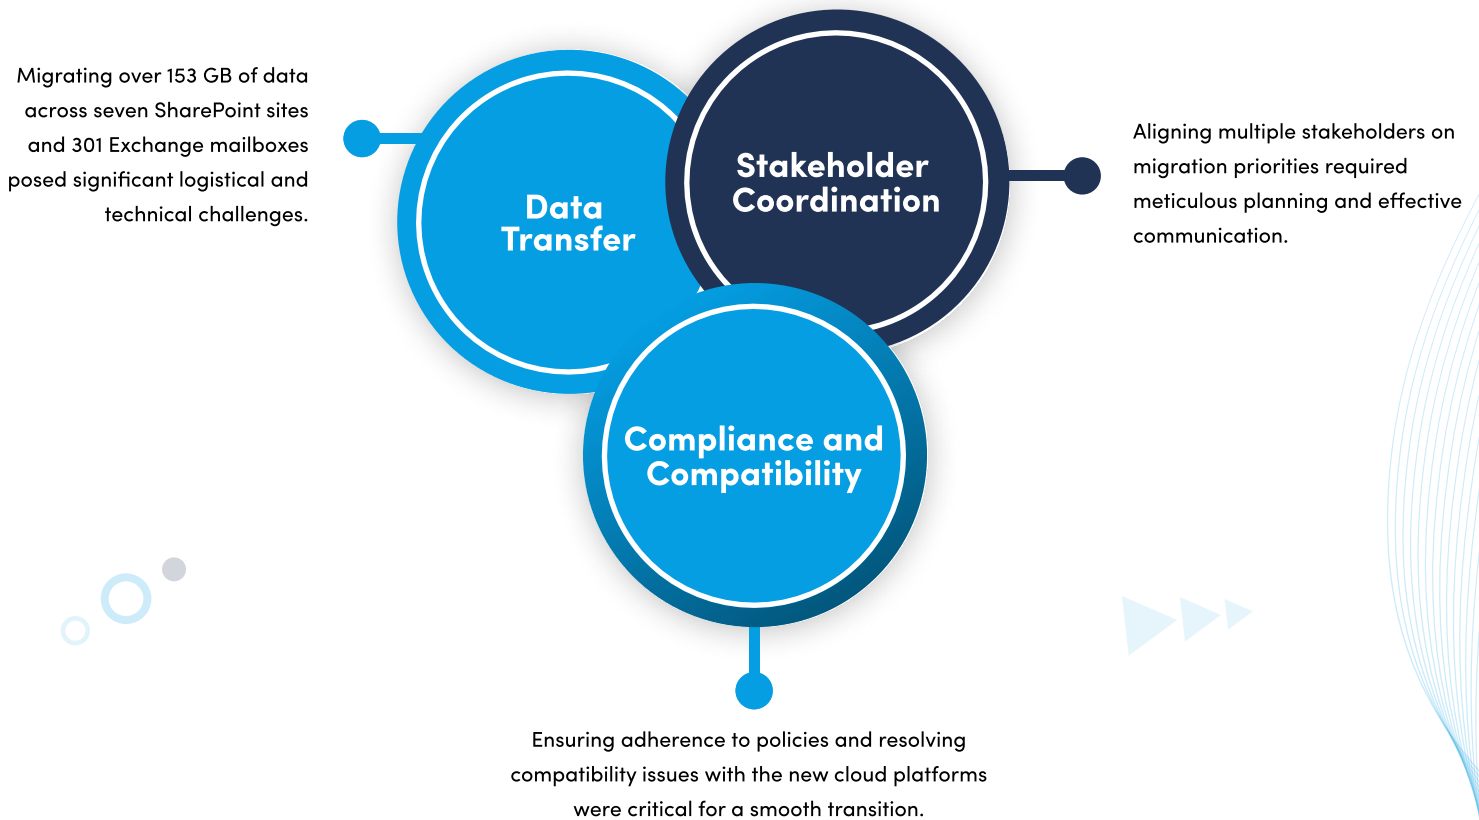 Migrating over 153 GB of data
across seven SharePoint sites
and 301 Exchange mailboxes
posed significant logistical and
technical challenges.
Data
Transfer
Stakeholder
Coordination
Aligning multiple stakeholders on
migration priorities required
meticulous planning and effective
communication.
Compliance and
Compatibility
Ensuring adherence to policies and resolving
compatibility issues with the new cloud platforms
were critical for a smooth transition.